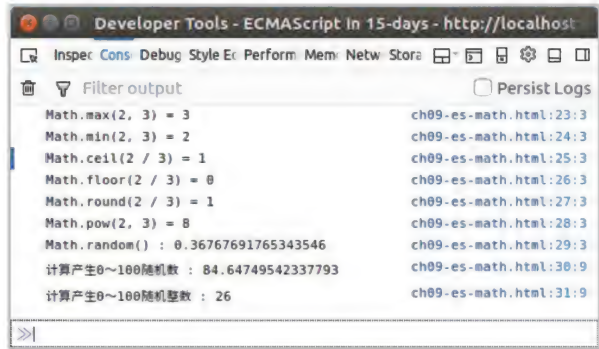 Developer Tools - ECMAScript in 15-days - http://localhost
Inspec Cons Debug Style Ec Perform Mem Netw Stora
Filter output Persist Logs
Math.max(2, 3) = 3 ch09-es-math.html:23:3
Math.min(2, 3) = 2 ch09-es-math.html:24:3
Math.ceil(2 / 3) = 1 ch09-es-math.html:25:3
Math.floor(2 / 3) = 0 ch09-es-math.html:26:3
Math.round(2 / 3) = 1 ch09-es-math.html:27:3
Math.pow(2, 3) = 8 ch09-es-math.html:28:3
Math.random() : 0.36767691765343546 ch09-es-math.html:29:3
计算产生0～100随机数 : 84.64749542337793 ch09-es-math.html:30:9
计算产生0～100随机整数 : 26 ch09-es-math.html:31:9